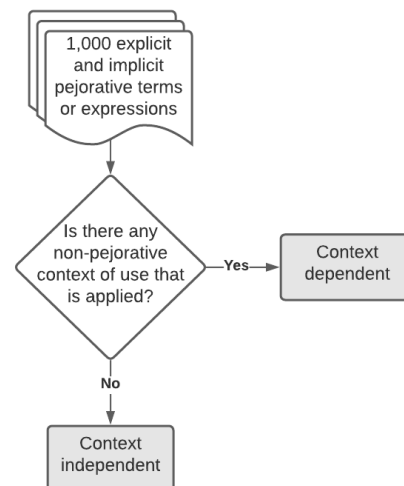 1,000 explicit
and implicit
pejorative terms
or expressions
Is there any
non-pejorative
context of use that
is applied?
Yes
Context
dependent
No
Context
independent